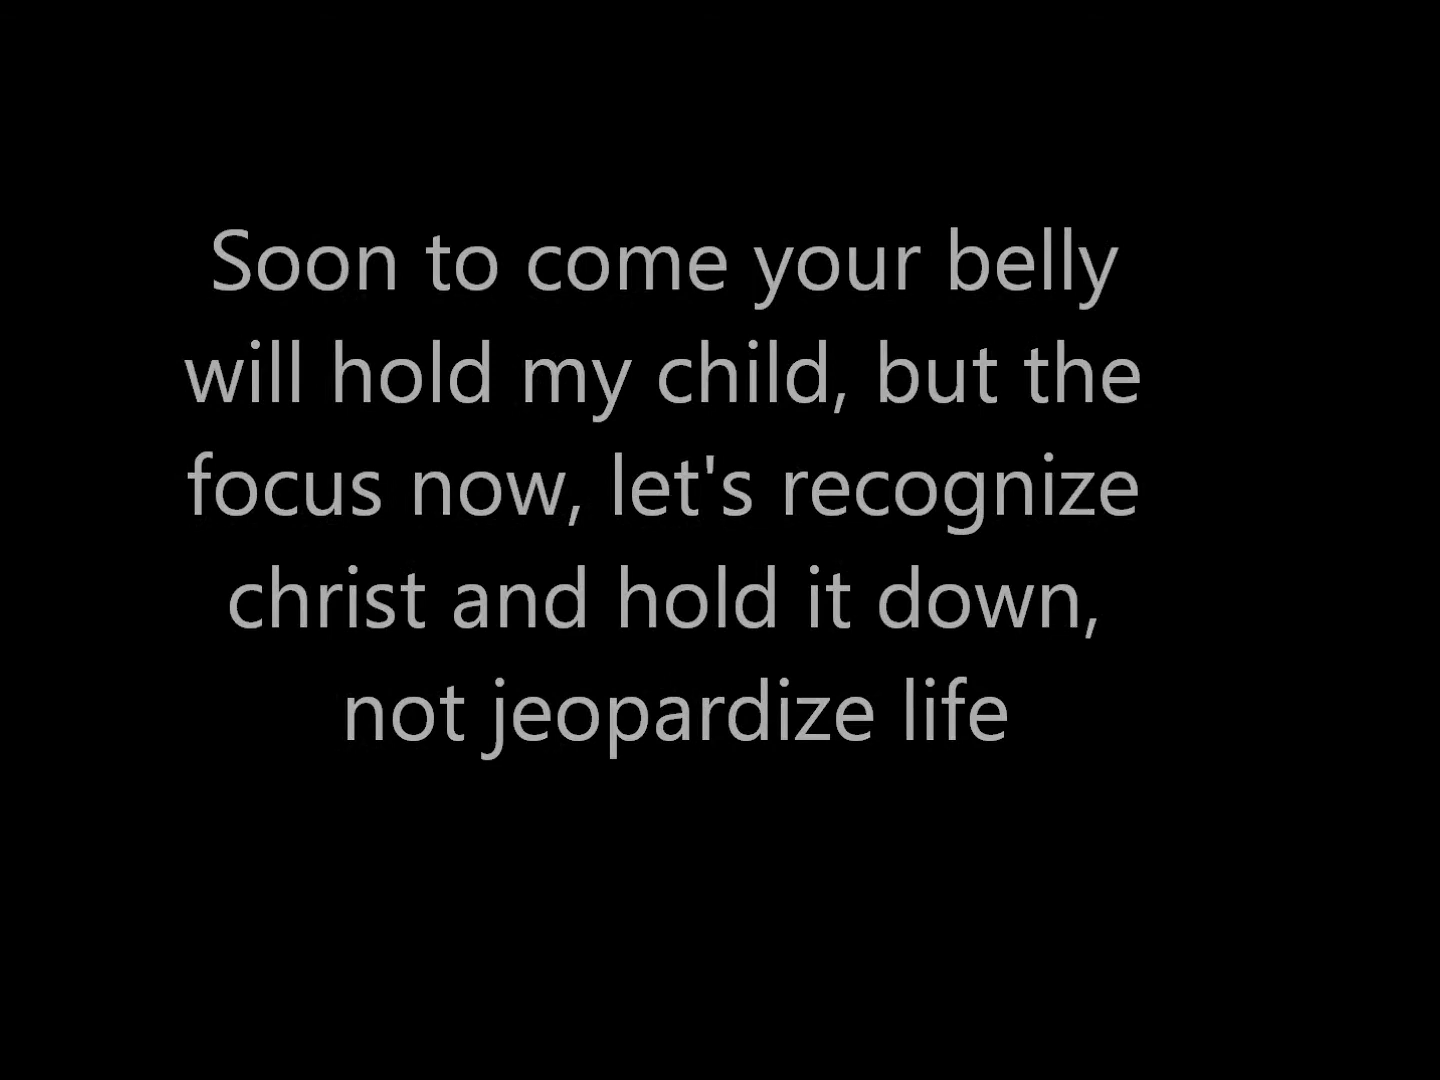 Soon to come your belly
will hold my child, but the
focus now, let's recognize
christ and hold it down,
not jeopardize life